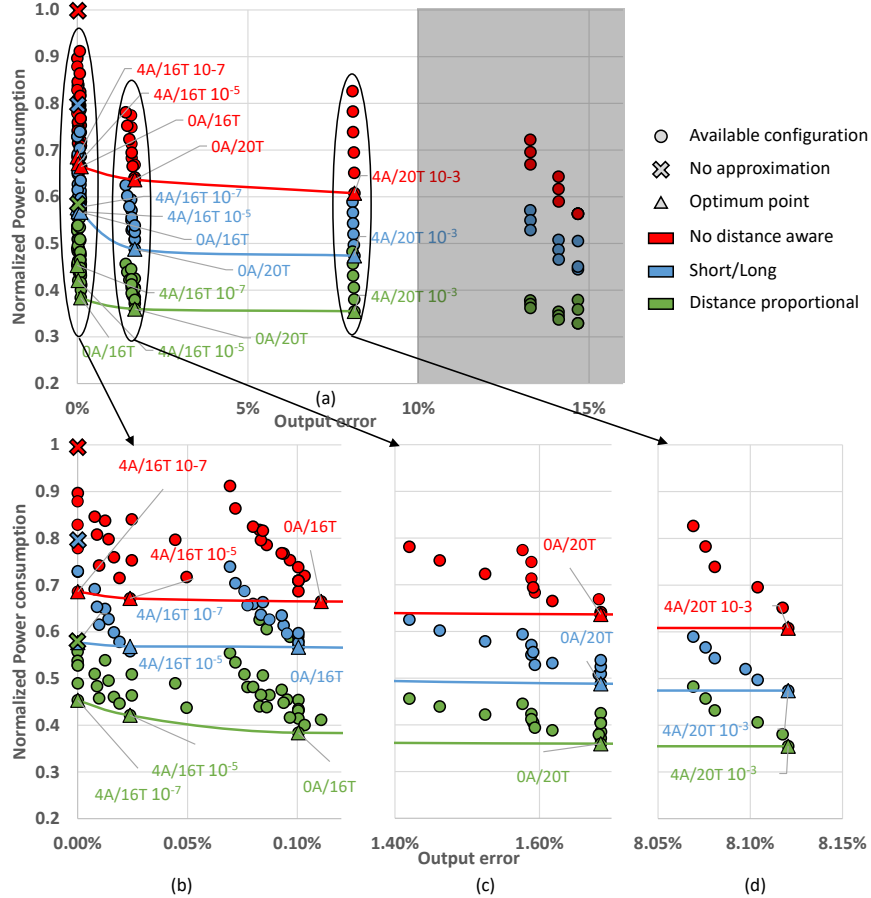 Normalized Power consumption
1.0
0.9
0.8
0.7
0.6
0.5
0.4
0.3
0.2
4A/16T 10-7
4A/16T 10-5
0A/16T
0A/20T
4A/20T 10-3
4A/16T 10-7
4A/16T 10-5
0A/16T
0A/20T
4A/20T 10-3
4A/16T 10-7
4A/20T 10-3
0A/16T
4A/16T 10-5
0A/20T
(a)
0%
5%
10%
15%
Output error
Available configuration
No approximation
Optimum point
No distance aware
Short/Long
Distance proportional
Normalized Power consumption
1
0.9
0.8
0.7
0.6
0.5
0.4
0.3
0.2
4A/16T 10-7
0A/16T
4A/16T 10-5
4A/16T 10-7
4A/16T 10-5
0A/16T
4A/16T 10-5
0A/16T
4A/16T 10-7
0A/20T
0A/20T
0A/20T
4A/20T 10-3
4A/20T 10-3
4A/20T 10-3
0.00%
0.05%
0.10%
1.40%
1.60%
8.05%
8.10%
8.15%
Output error
(b)
(c)
(d)